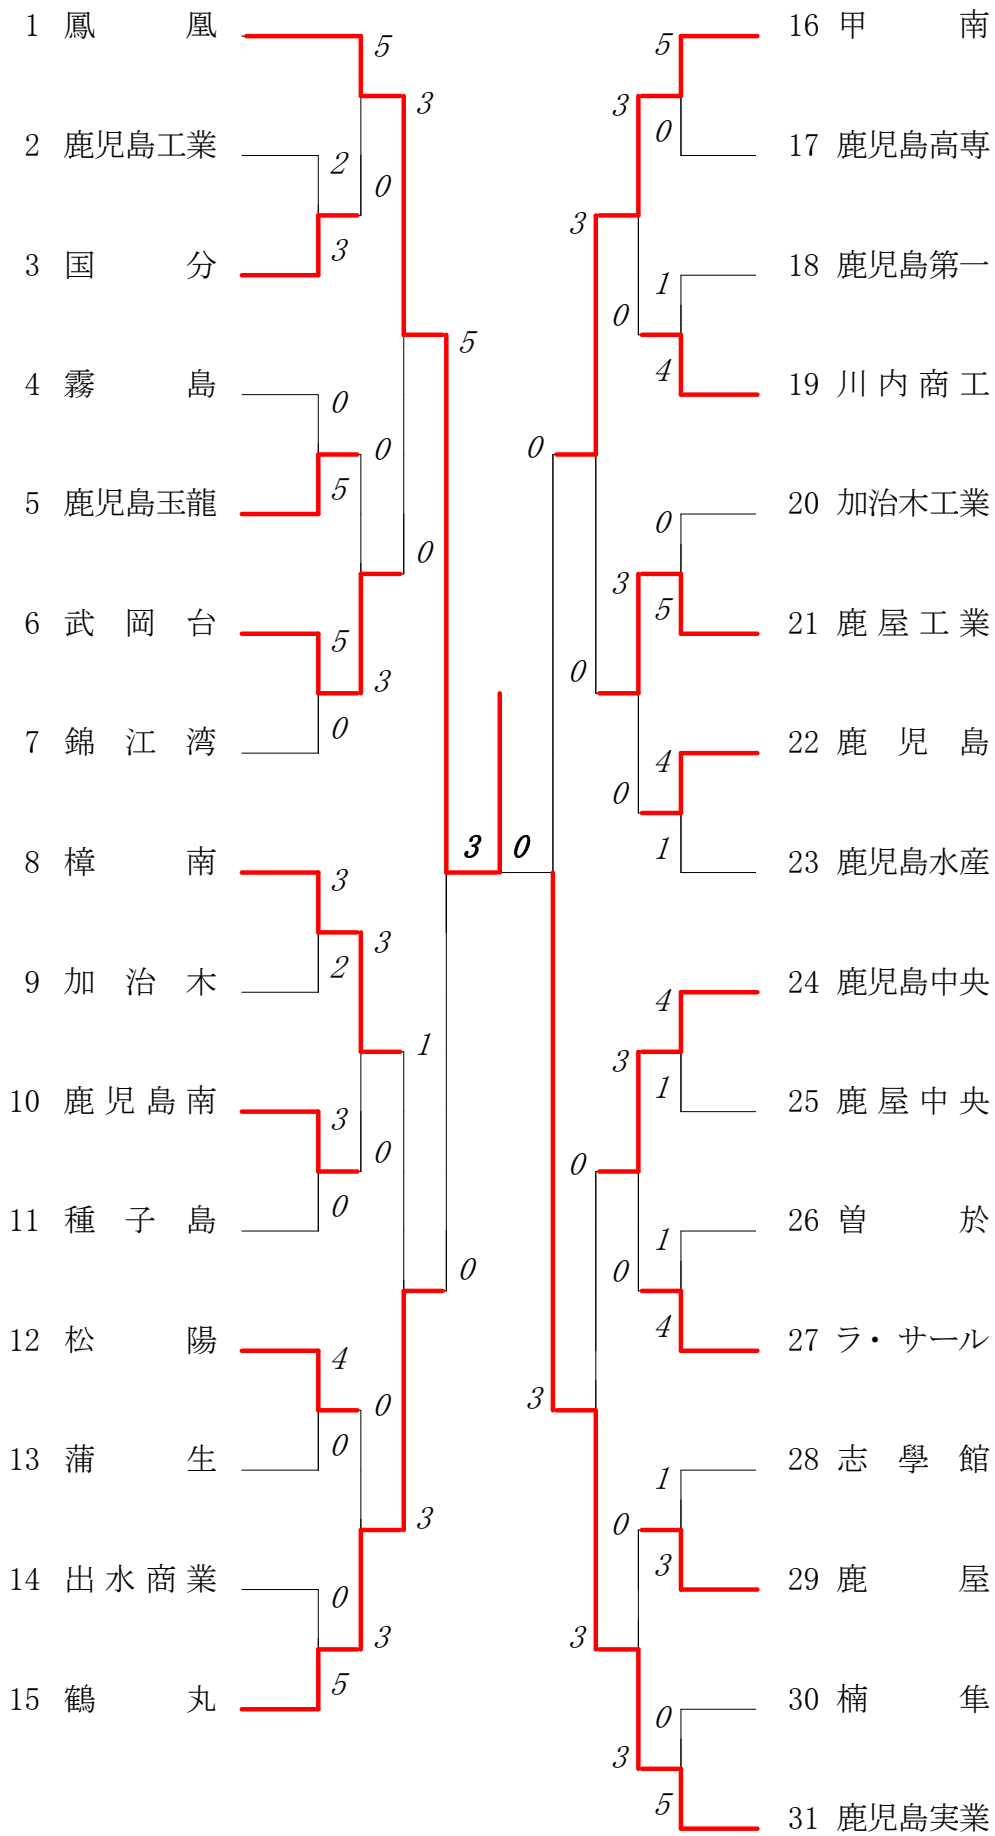 1 鳳凰
2 鹿児島工業
3 国分
4 霧島
5 鹿児島玉龍
6 武岡台
7 錦江湾
8 樟南
9 加治木
10 鹿児島南
11 種子島
12 松陽
13 蒲生
14 出水商業
15 鶴丸
5
2
3
0
5
5
0
3
2
3
0
4
0
0
5
3
0
0
3
3
0
0
3
5
0
1
3
0
3 0
0
3
3
0
0
3
3
0
3
0
3
0
0
3
5
0
1
4
0
5
4
1
4
1
1
4
1
3
0
5
16 甲南
17 鹿児島高専
18 鹿児島第一
19 川内商工
20 加治木工業
21 鹿屋工業
22 鹿児島
23 鹿児島水産
24 鹿児島中央
25 鹿屋中央
26 曽於
27 ラ・サール
28 志學館
29 鹿屋
30 楠隼
31 鹿児島実業